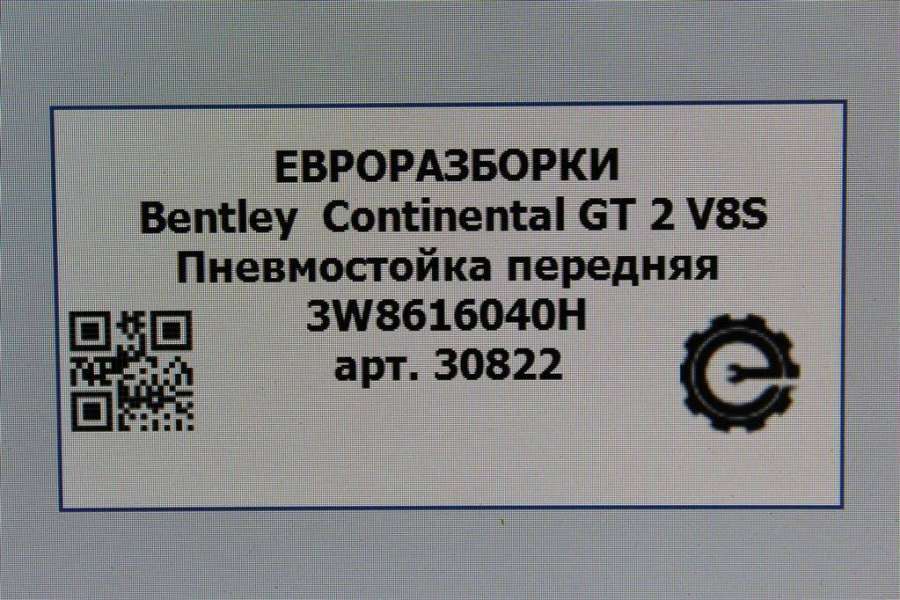 ЕВРОРАЗБОРКИ
Bentley Continental GT 2 V8S
Пневмостойка передняя
3W8616040H
арт. 30822